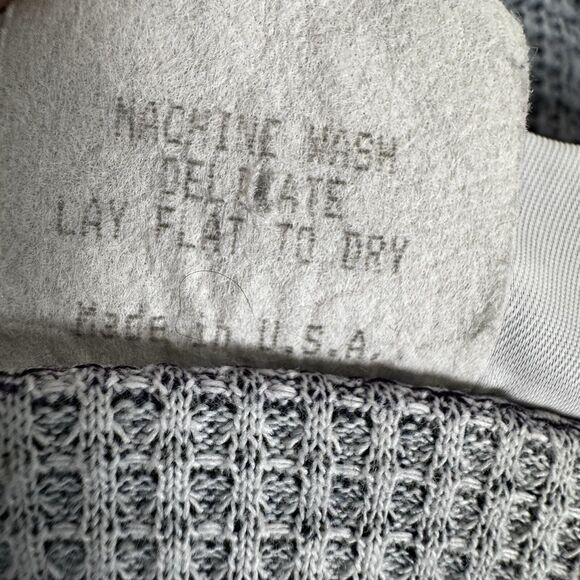 MACHINE WASH
DELICATE
LAY FLAT TO DRY
Made in U.S.A.